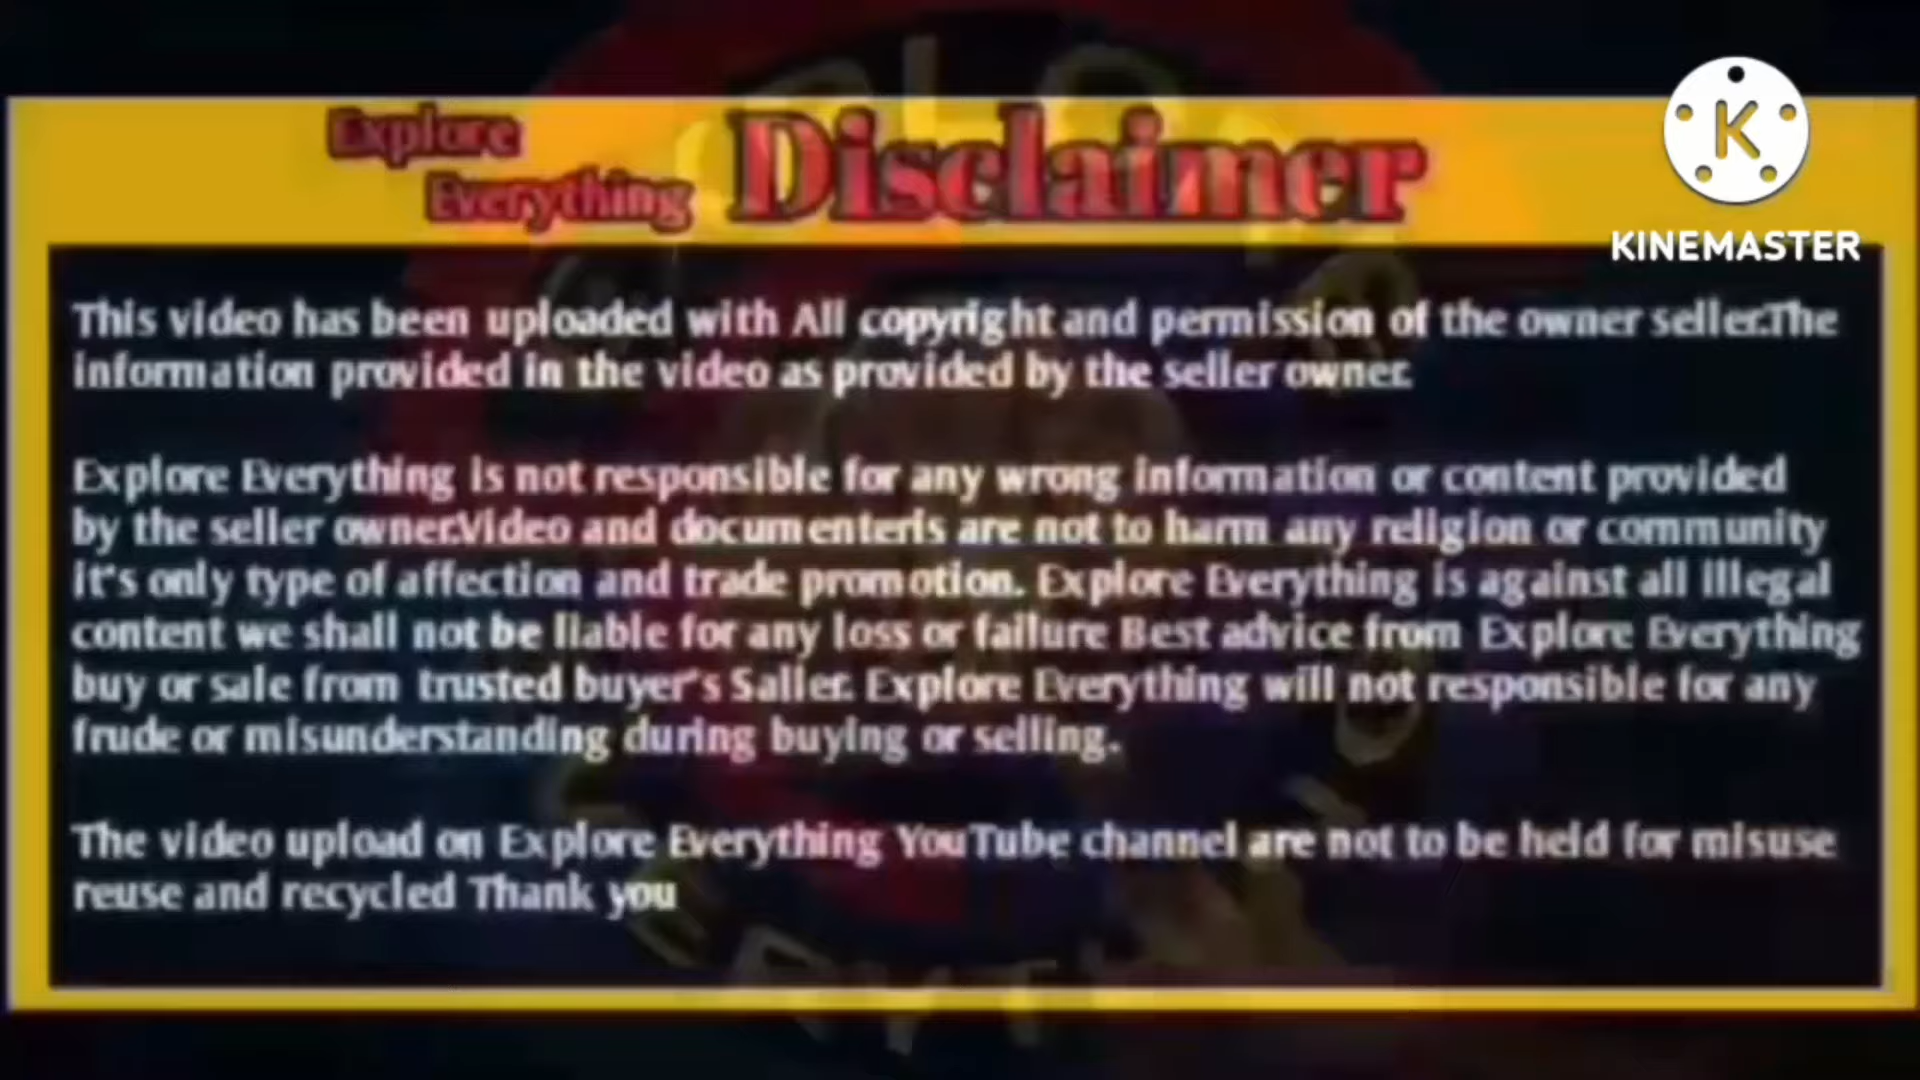 Explore
Everything
Disclaimer
K
KINEMASTER
This video has been uploaded with All copyright and permission of the owner seller.The
information provided in the video as provided by the seller owner.
Explore Everything is not responsible for any wrong information or content provided
by the seller owner.Video and documenteris are not to harm any religion or community
it's only type of affection and trade promotion. Explore Everything is against all illegal
content we shall not be liable for any loss or failure Best advice from Explore Everything
buy or sale from trusted buyer's Saller. Explore Everything will not responsible for any
frude or misunderstanding during buying or selling.
The video upload on Explore Everything YouTube channel are not to be held for misuse
reuse and recycled Thank you